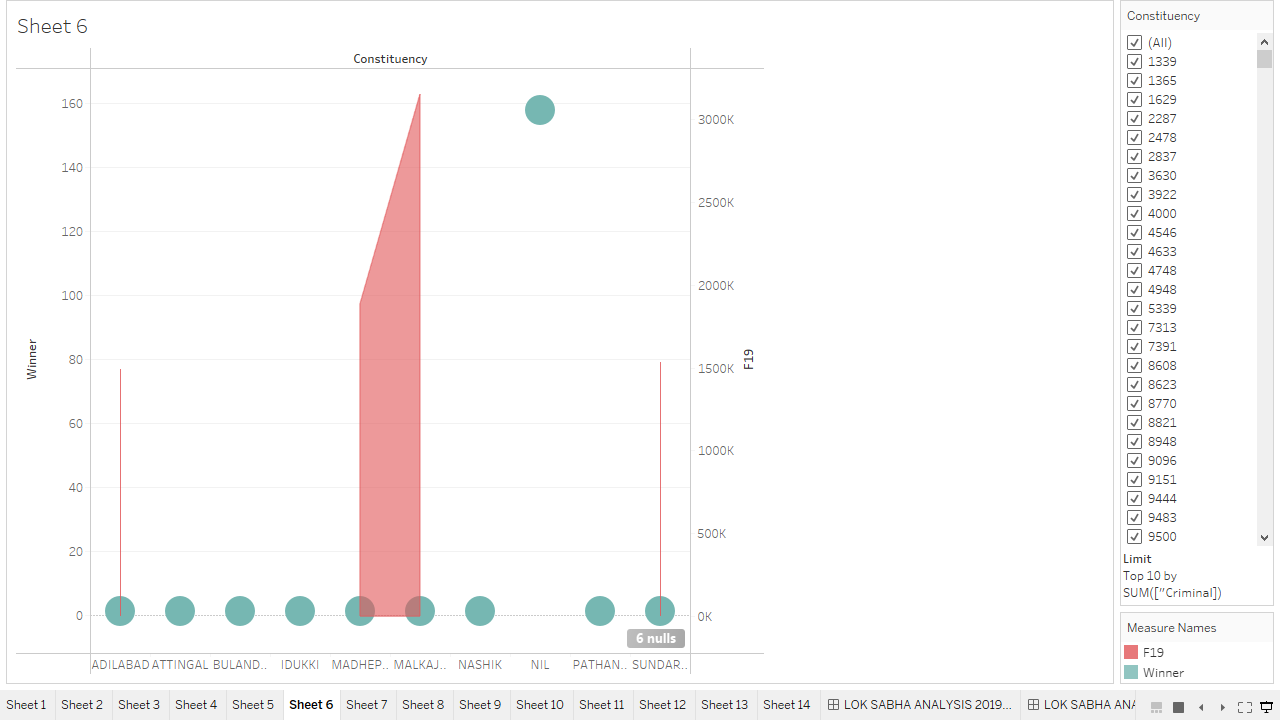 Sheet 6
Constituency
160
140
120
100
80
60
40
20
0
Winner
3000K
2500K
2000K
1500K
1000K
500K
0K
F19
6 nulls
ADILABAD ATTINGAL BULAND.. IDUKKI MADHEP.. MALKAJ .. NASHIK NIL PATHAN.. SUNDAR..
Constituency
(All)
1339
1365
1629
2287
2478
2837
3630
3922
4000
4546
4633
4748
4948
5339
7313
7391
8608
8623
8770
8821
8948
9096
9151
9444
9483
9500
Limit
Top 10 by
SUM(["Criminal])
Measure Names
F19
Winner
Sheet 1 Sheet 2 Sheet 3 Sheet 4 Sheet 5 Sheet 6 Sheet 7 Sheet 8 Sheet 9 Sheet 10 Sheet 11 Sheet 12 Sheet 13 Sheet 14 LOK SABHA ANALYSIS 2019... LOK SABHA ANA